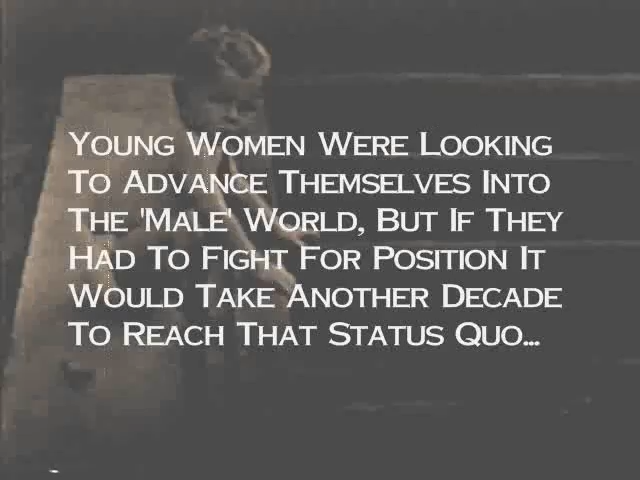 Young Women Were Looking
To Advance Themselves Into
The 'Male' World, But If They
Had To Fight For Position It
Would Take Another Decade
To Reach That Status Quo...